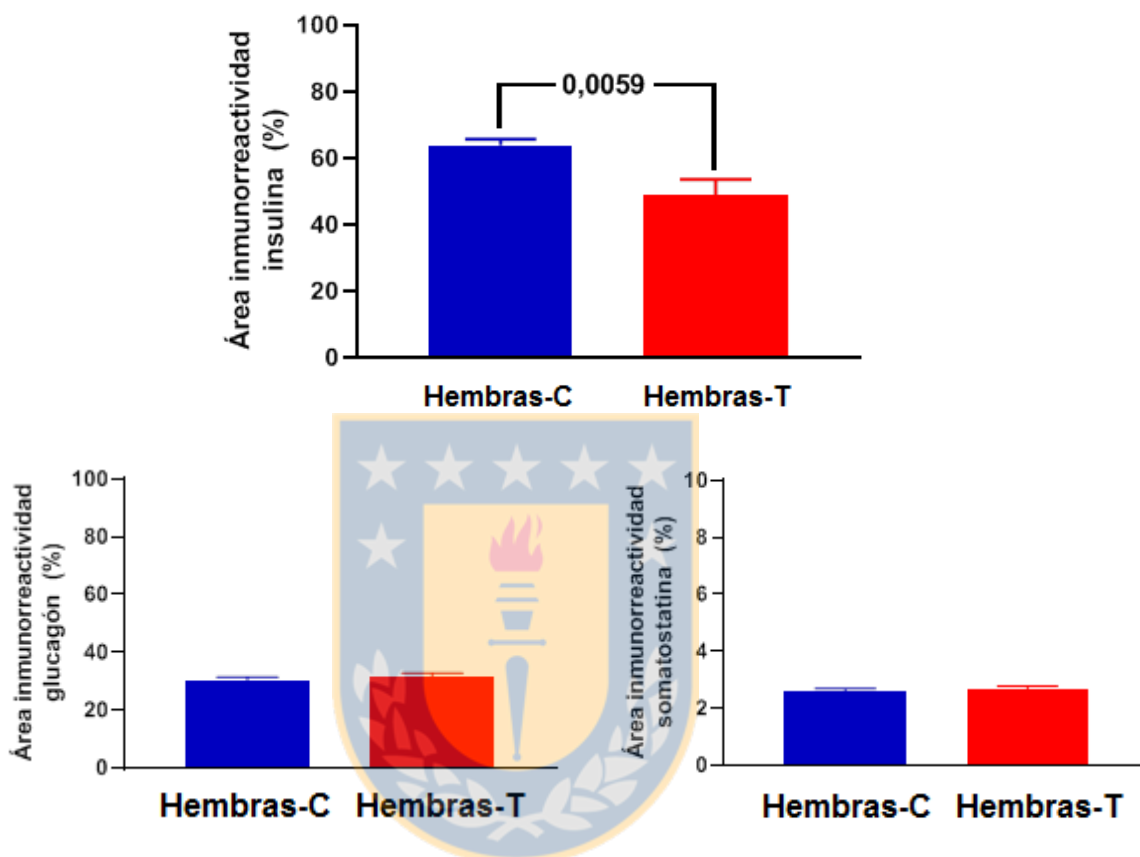 100
80
60
40
20
0
Área inmunorreactividad
insulina (%)
0,0059
Hembras-C Hembras-T
100
80
60
40
20
0
Área inmunorreactividad
glucagón (%)
Hembras-C Hembras-T
10
8
6
4
2
0
Área inmunorreactividad
somatostatina (%)
Hembras-C Hembras-T